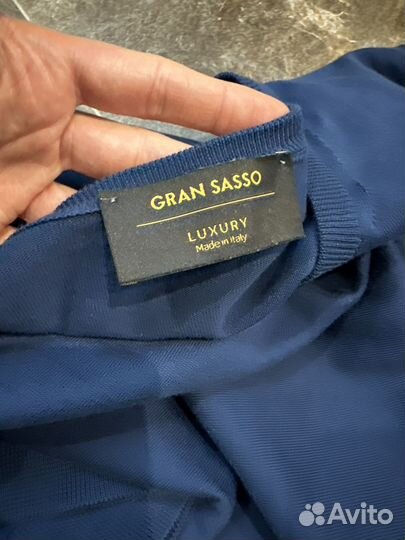 GRAN SASSO
LUXURY
Made in Italy
Avito